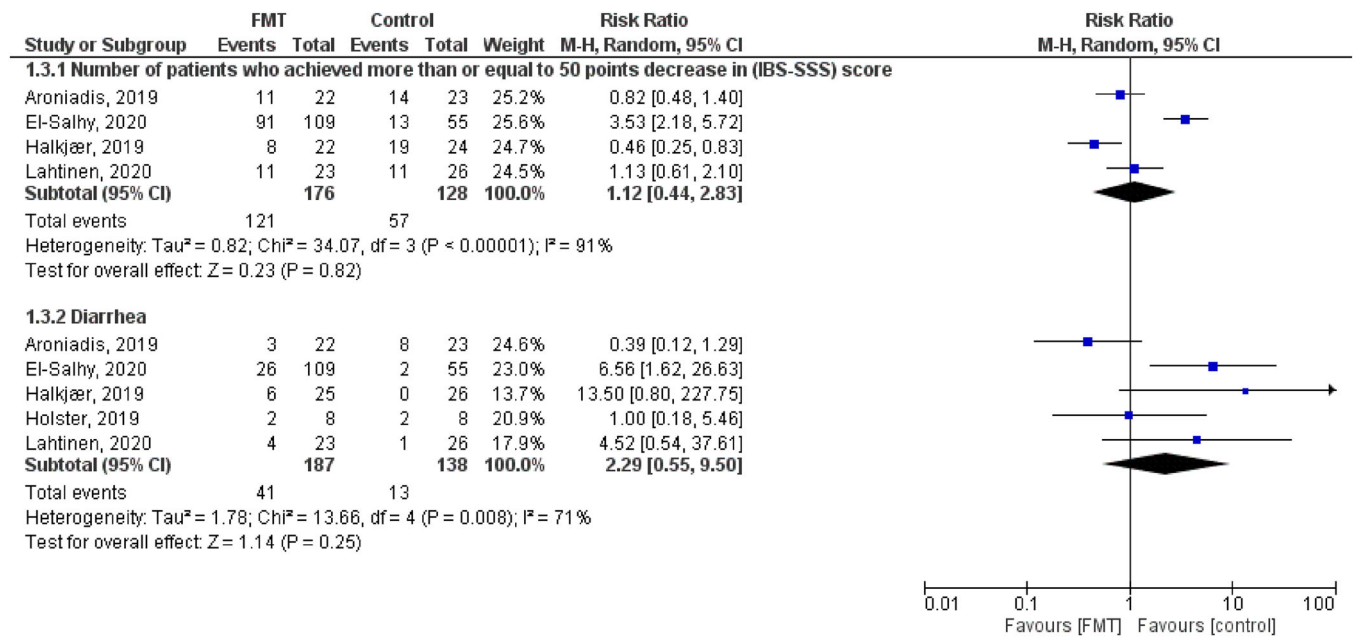 FMT Control Risk Ratio Risk Ratio
Study or Subgroup Events Total Events Total Weight M-H, Random, 95% CI M-H, Random, 95% CI
1.3.1 Number of patients who achieved more than or equal to 50 points decrease in (IBS-SSS) score
Aroniadis, 2019 11 22 14 23 25.2% 0.82 [0.48, 1.40]
El-Salhy, 2020 91 109 13 55 25.6% 3.53 [2.18, 5.72]
Halkjær, 2019 8 22 19 24 24.7% 0.46 [0.25, 0.83]
Lahtinen, 2020 11 23 11 26 24.5% 1.13 [0.61, 2.10]
Subtotal (95% CI) 176 128 100.0% 1.12 [0.44, 2.83]
Total events 121 57
Heterogeneity: Tau² = 0.82; Chi² = 34.07, df = 3 (P < 0.00001); I² = 91%
Test for overall effect: Z = 0.23 (P = 0.82)
1.3.2 Diarrhea
Aroniadis, 2019 3 22 8 23 24.6% 0.39 [0.12, 1.29]
El-Salhy, 2020 26 109 2 55 23.0% 6.56 [1.62, 26.63]
Halkjær, 2019 6 25 0 26 13.7% 13.50 [0.80, 227.75]
Holster, 2019 2 8 2 8 20.9% 1.00 [0.18, 5.46]
Lahtinen, 2020 4 23 1 26 17.9% 4.52 [0.54, 37.61]
Subtotal (95% CI) 187 138 100.0% 2.29 [0.55, 9.50]
Total events 41 13
Heterogeneity: Tau² = 1.78; Chi² = 13.66, df = 4 (P = 0.008); I² = 71%
Test for overall effect: Z = 1.14 (P = 0.25)
0.01 0.1 1 10 100
Favours [FMT] Favours [control]